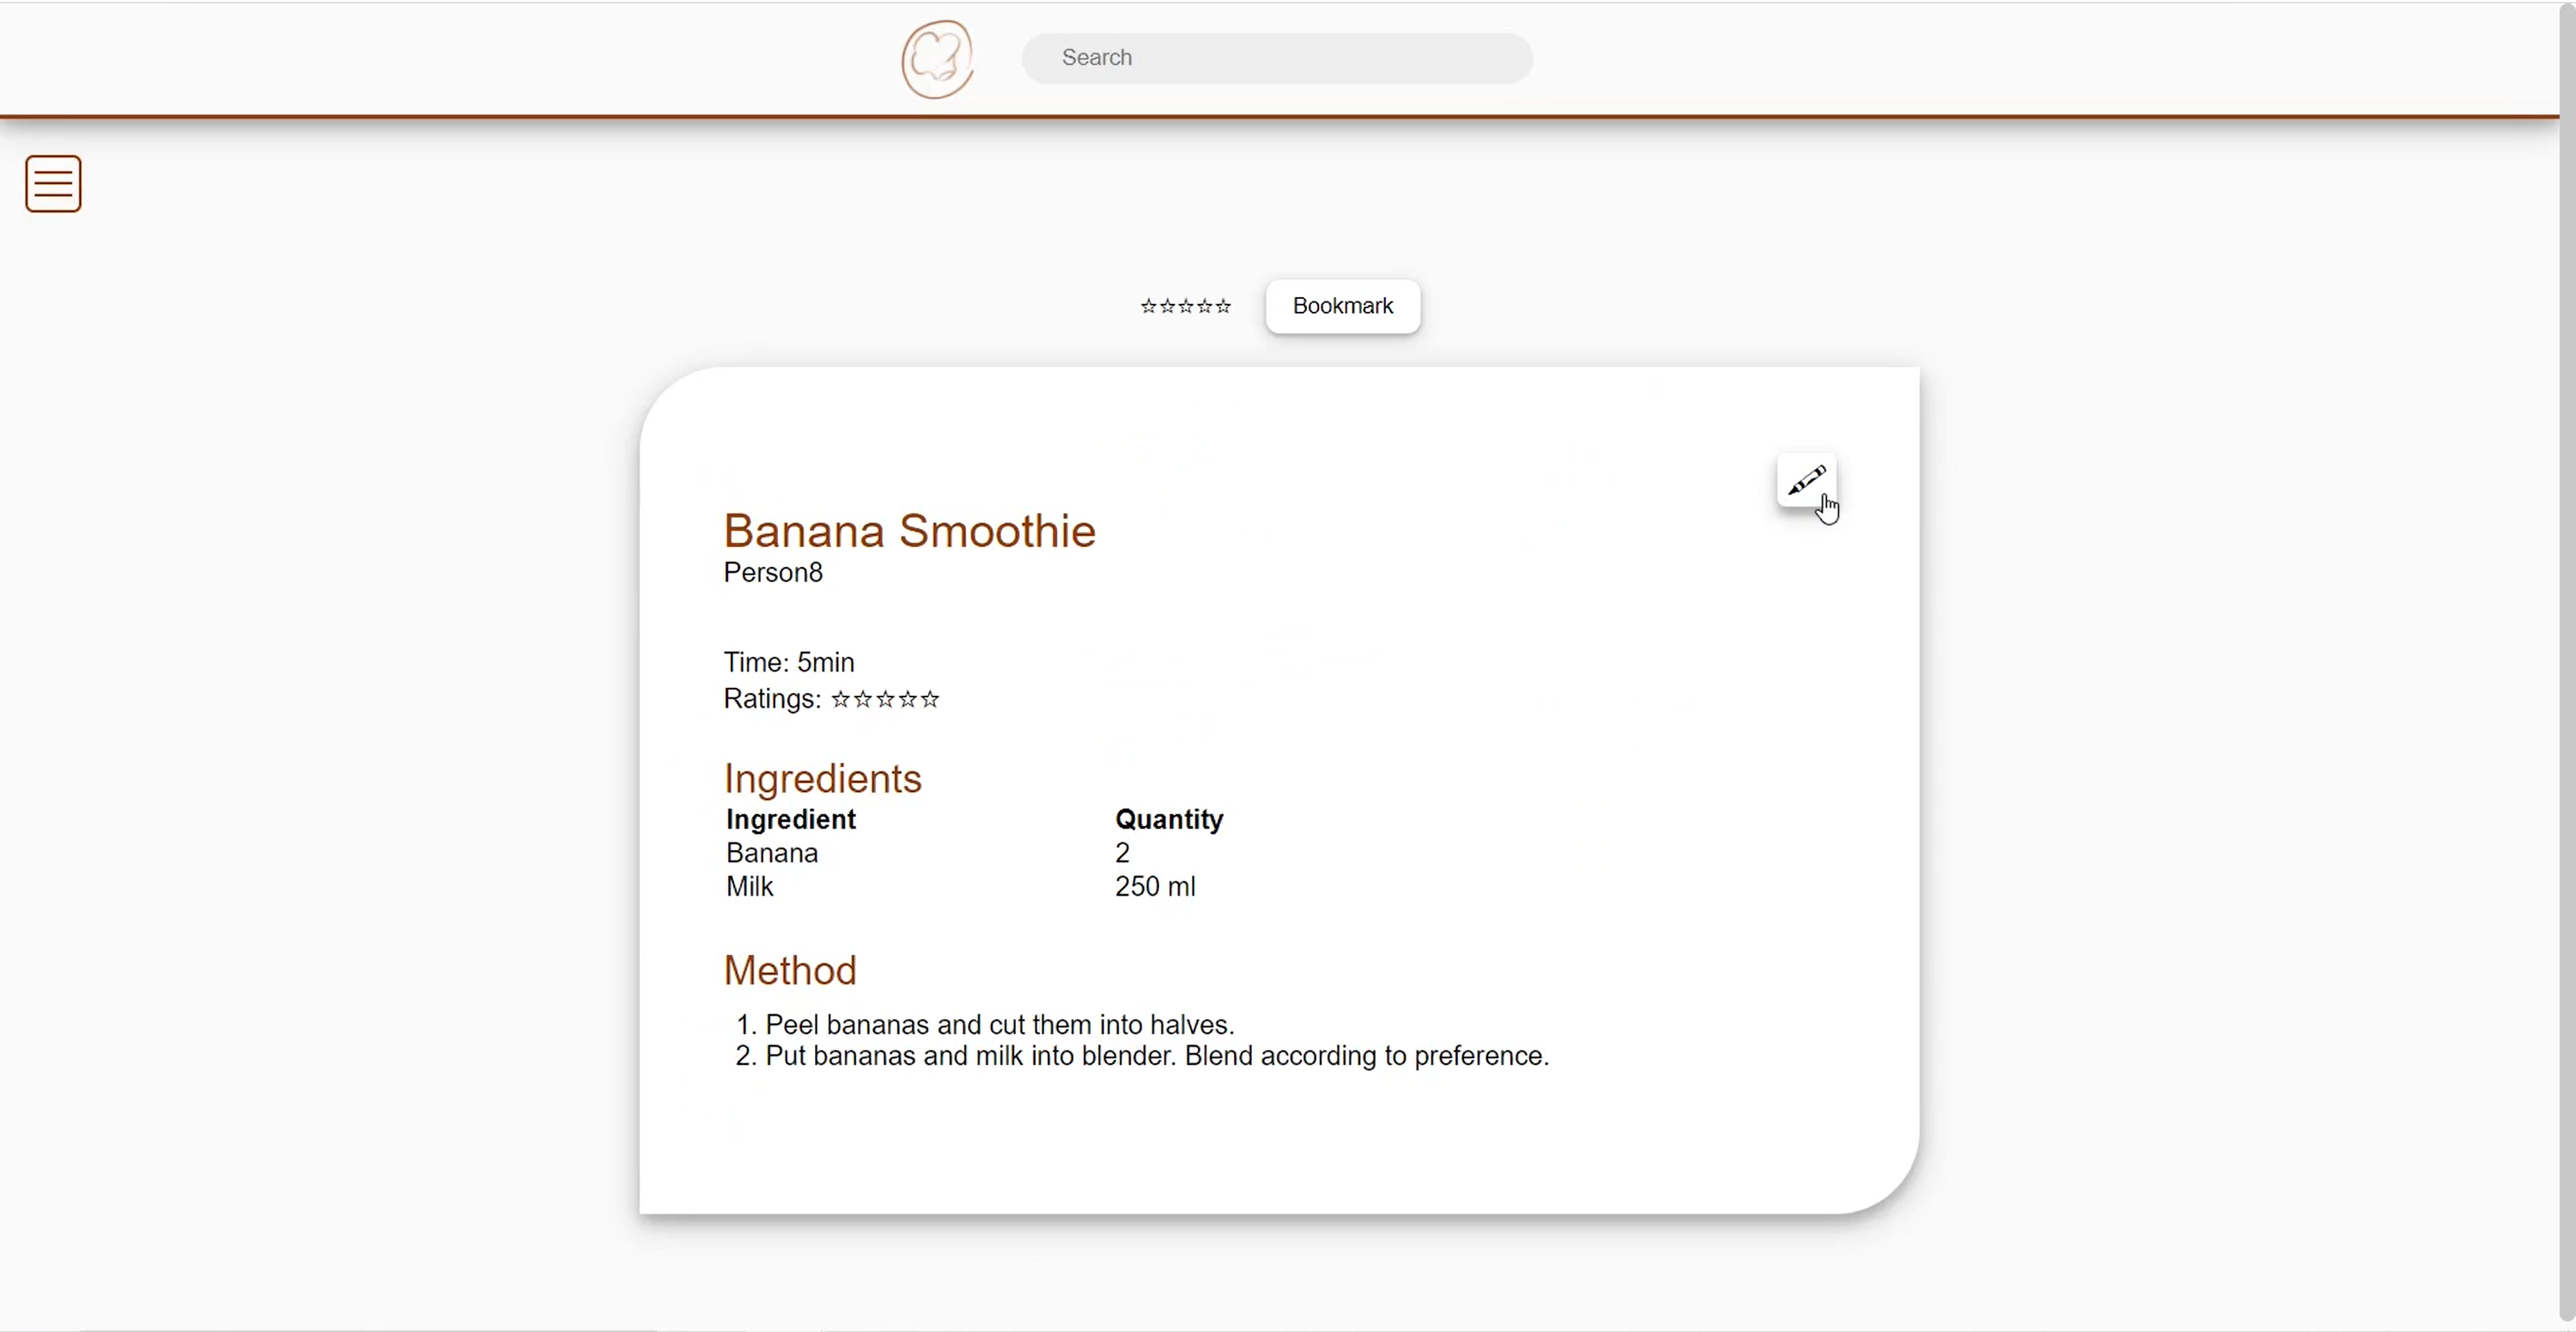 Search
☆☆☆☆☆ Bookmark
Banana Smoothie
Person8
Time: 5min
Ratings: ☆☆☆☆☆
Ingredients
Ingredient Quantity
Banana 2
Milk 250 ml
Method
1. Peel bananas and cut them into halves.
2. Put bananas and milk into blender. Blend according to preference.